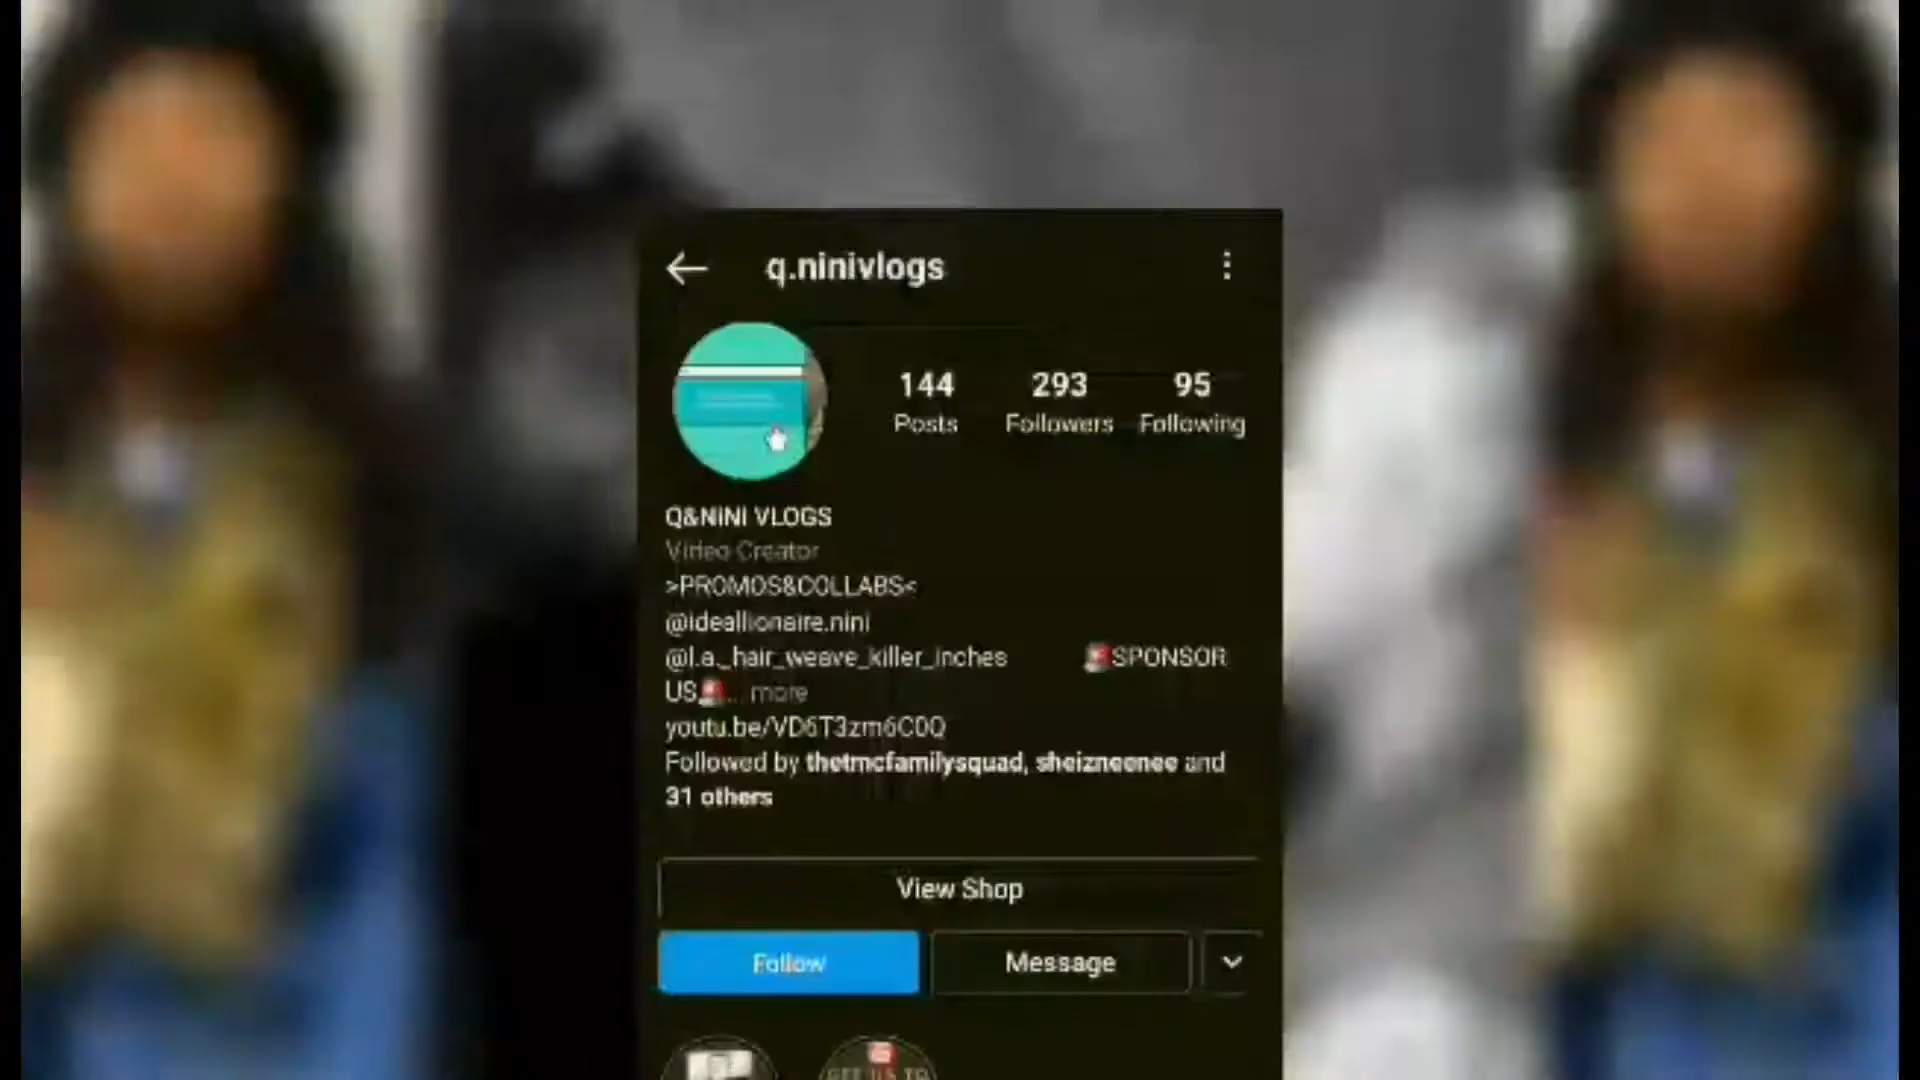 q.ninivlogs
144 293 95
Posts Followers Following
Q&NINI VLOGS
Video Creator
>PROMOS&COLLABS<
@ideallionaire.nini
@l.a._hair_weave_killer_inches 🚨SPONSOR
US🚨... more
youtu.be/VD6T3zm6C0Q
Followed by thetmcfamilysquad, sheizneenee and
31 others
View Shop
Follow Message